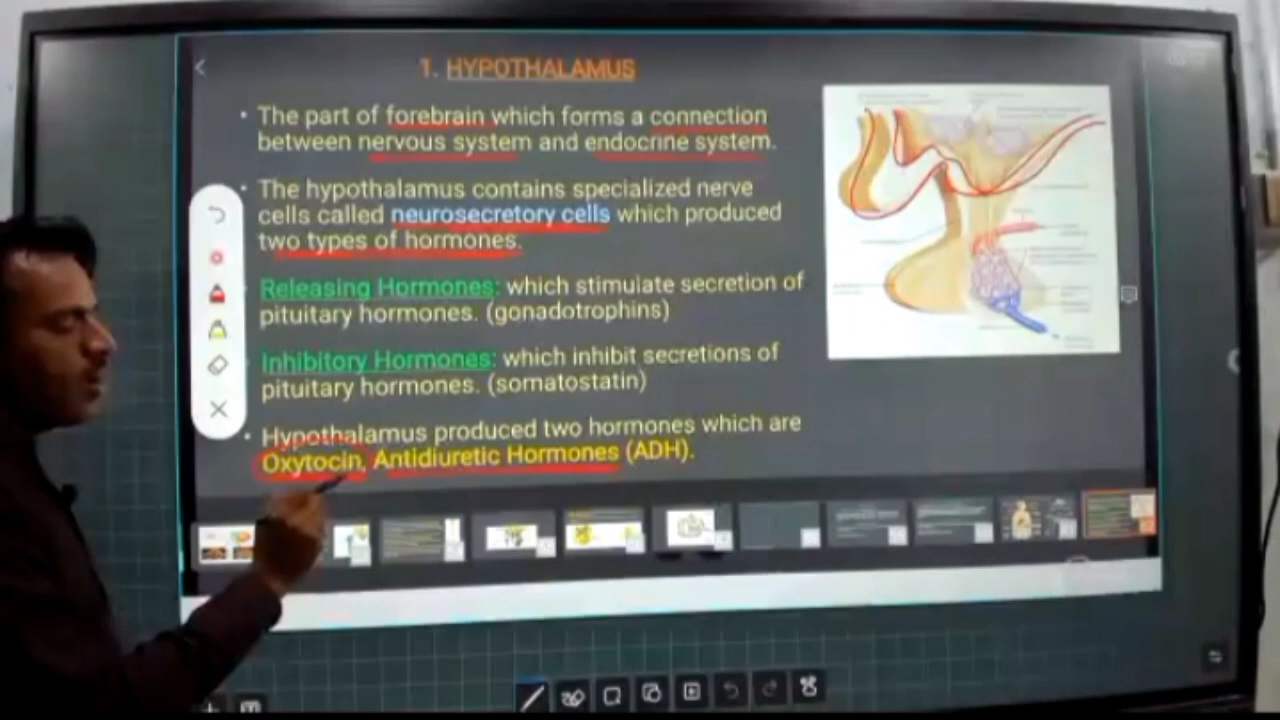 1. HYPOTHALAMUS
• The part of forebrain which forms a connection
between nervous system and endocrine system.
• The hypothalamus contains specialized nerve
cells called neurosecretory cells which produced
two types of hormones.
Releasing Hormones: which stimulate secretion of
pituitary hormones. (gonadotrophins)
Inhibitory Hormones: which inhibit secretions of
pituitary hormones. (somatostatin)
• Hypothalamus produced two hormones which are
Oxytocin, Antidiuretic Hormones (ADH).